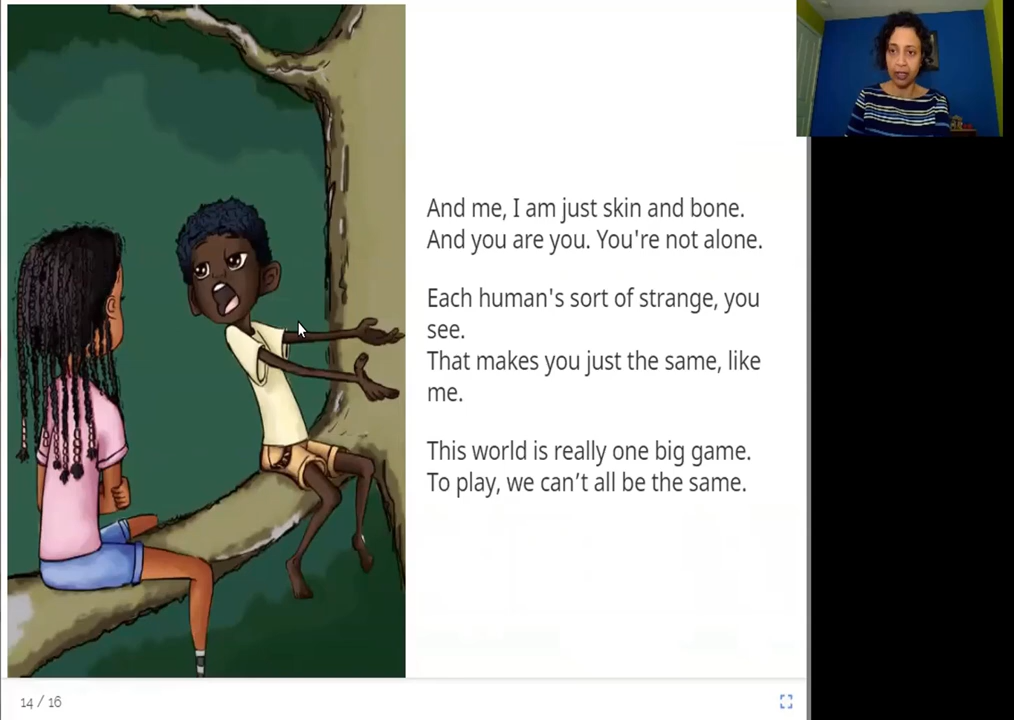 And me, I am just skin and bone.
And you are you. You're not alone.
Each human's sort of strange, you
see.
That makes you just the same, like
me.
This world is really one big game.
To play, we can’t all be the same.
14 / 16